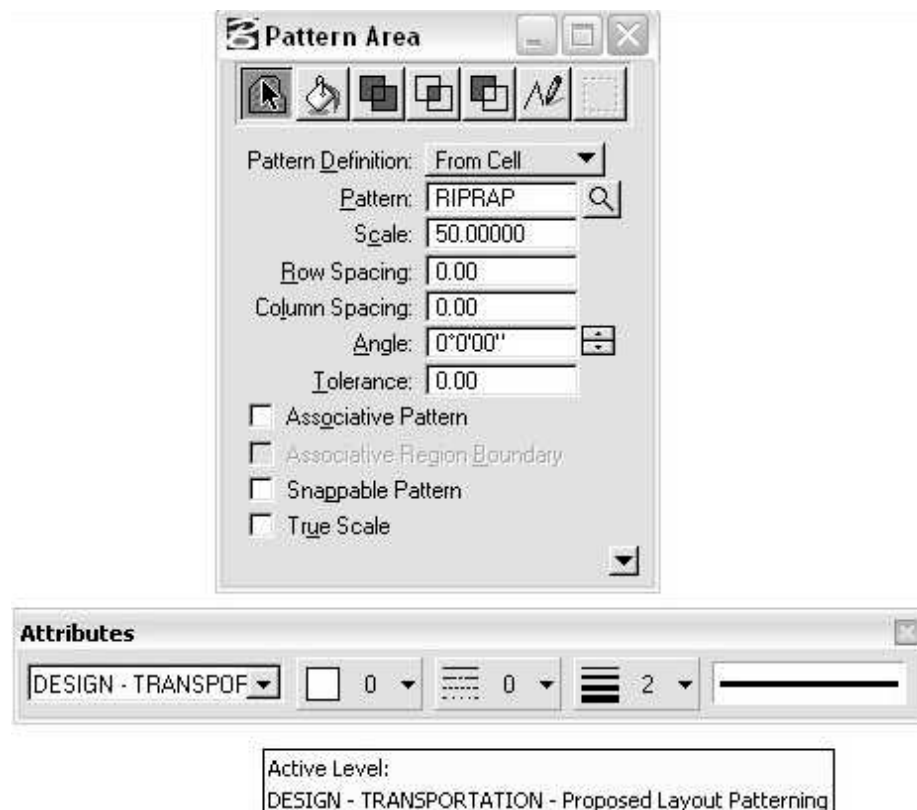 Pattern Area
Pattern Definition: From Cell
Pattern: RIPRAP
Scale: 50.00000
Row Spacing: 0.00
Column Spacing: 0.00
Angle: 0°0'00"
Tolerance: 0.00
Associative Pattern
Associative Region Boundary
Snappable Pattern
True Scale
Attributes
DESIGN - TRANSPOF 0 0 2
Active Level:
DESIGN - TRANSPORTATION - Proposed Layout Patterning